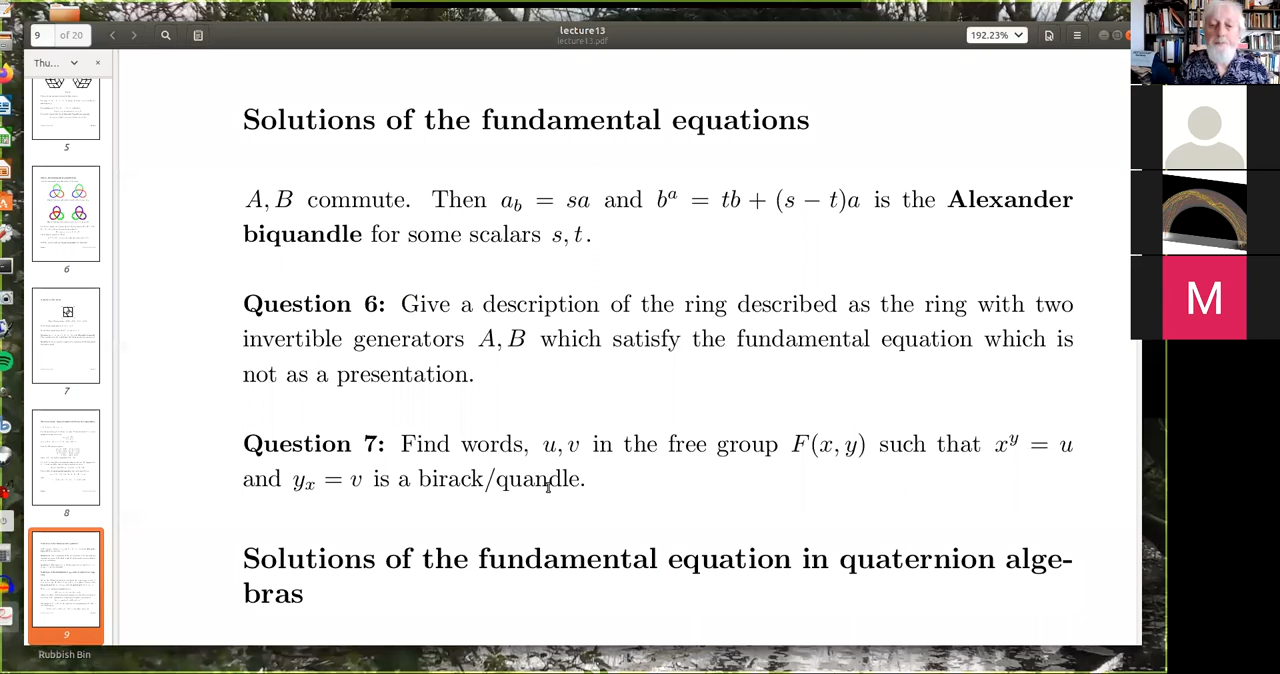 9
of 20
lecture13
lecture13.pdf
192.23%
Thu...
5
6
7
8
9
Rubbish Bin
Solutions of the fundamental equations
A, B commute. Then a_b = sa and b^a = tb + (s − t)a is the Alexander
biquandle for some scalars s, t.
Question 6: Give a description of the ring described as the ring with two
invertible generators A, B which satisfy the fundamental equation which is
not as a presentation.
Question 7: Find words, u, v in the free group F(x, y) such that x^y = u
and y_x = v is a birack/quandle.
Solutions of the fundamental equation in quaternion alge-
bras
M